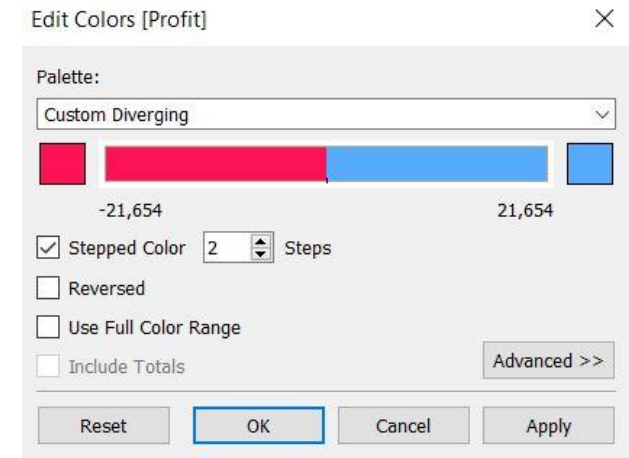 Edit Colors [Profit]
Palette:
Custom Diverging
-21,654 21,654
Stepped Color 2 Steps
Reversed
Use Full Color Range
Include Totals Advanced >>
Reset OK Cancel Apply